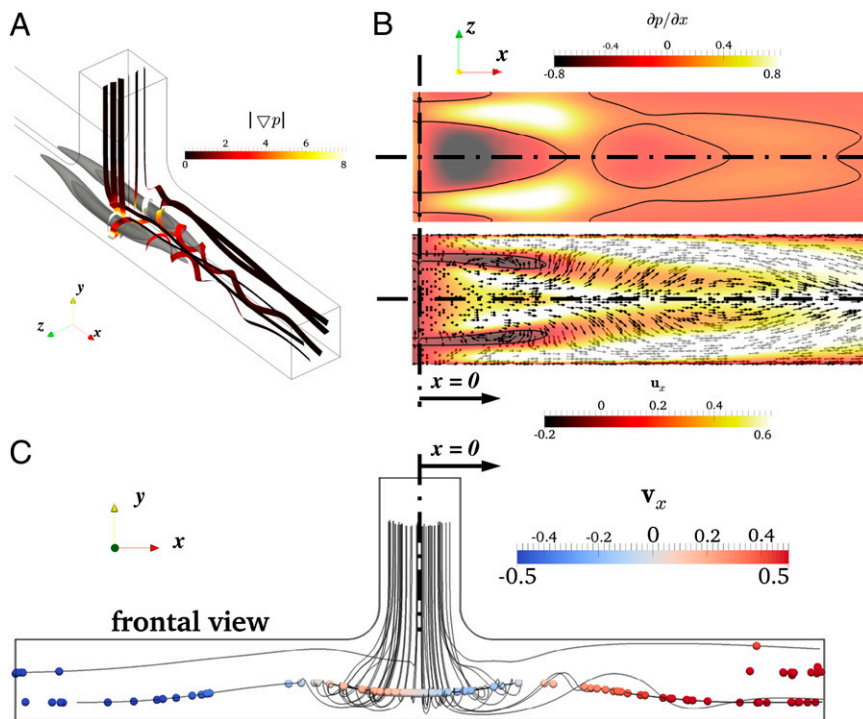 A
|▽p|
0 2 4 6 8
y
z
x
B
z
x
∂p/∂x
-0.4 0 0.4
-0.8 0.8
x = 0
u_x
0 0.2 0.4
-0.2 0.6
x = 0
C
y
x
v_x
-0.4 -0.2 0 0.2 0.4
-0.5 0.5
frontal view